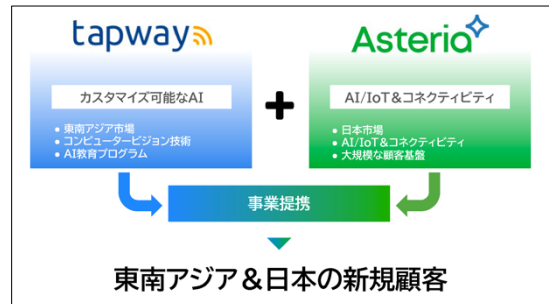 tapway
Asteria
カスタマイズ可能なAI
● 東南アジア市場
● コンピュータービジョン技術
● AI教育プログラム
+
AI/IoT&コネクティビティ
● 日本市場
● AI/IoT&コネクティビティ
● 大規模な顧客基盤
事業提携
東南アジア&日本の新規顧客